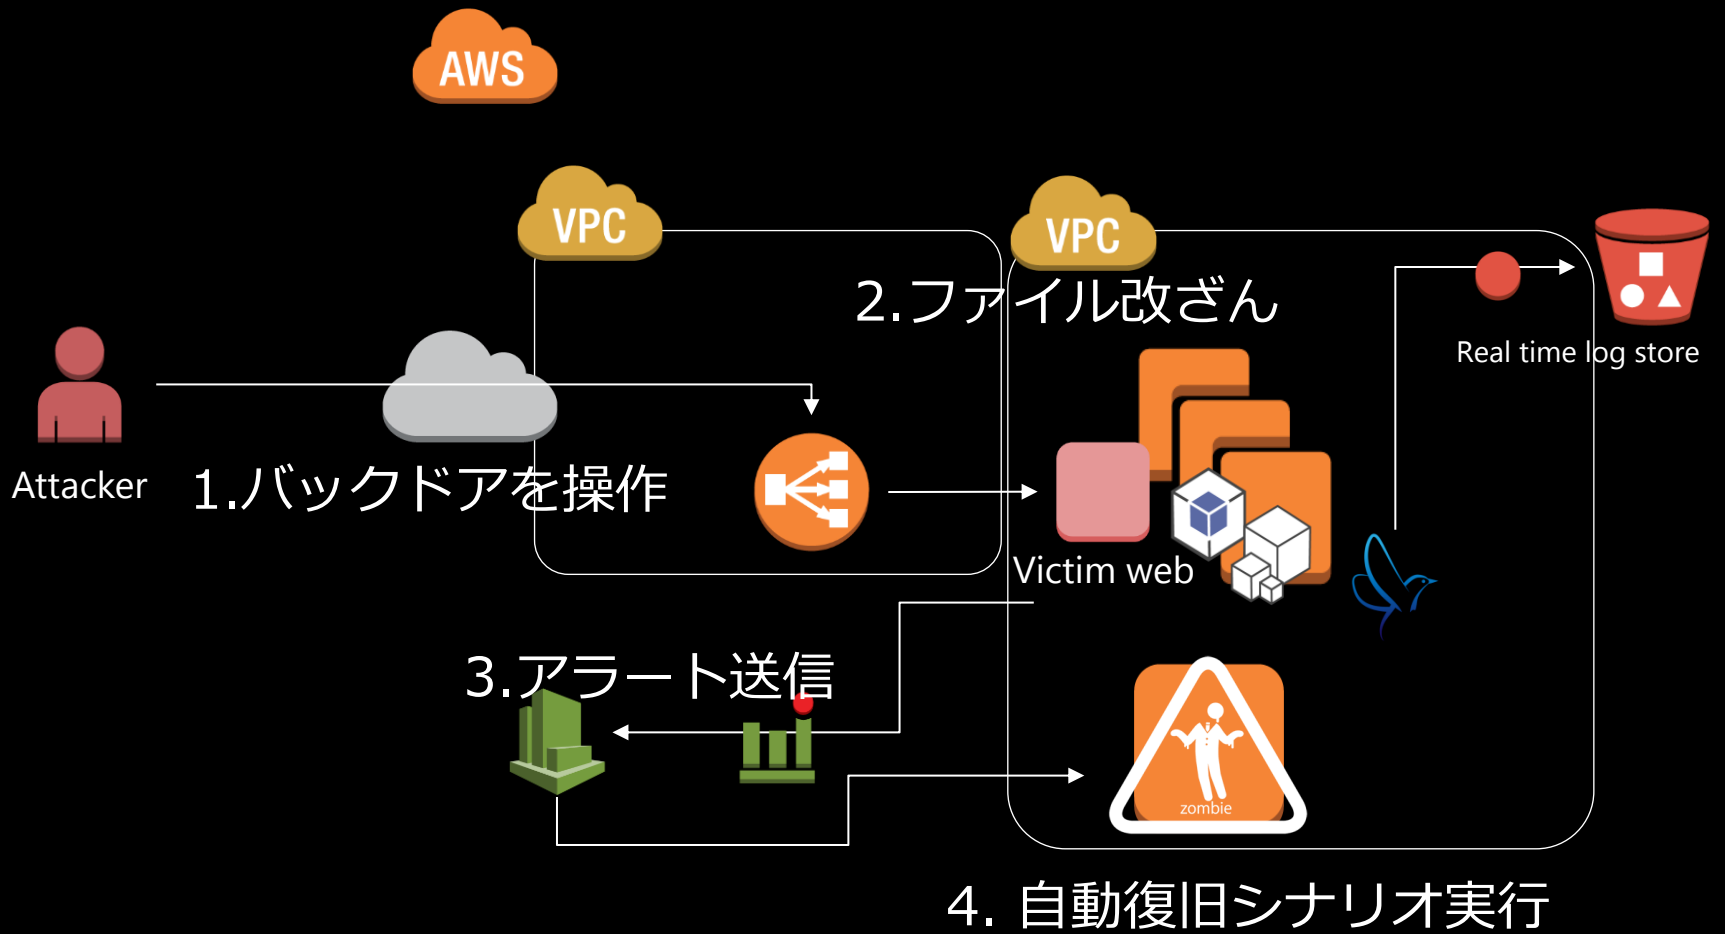 AWS
VPC
VPC
2.ファイル改ざん
Real time log store
Attacker
1.バックドアを操作
Victim web
3.アラート送信
zombie
4. 自動復旧シナリオ実行